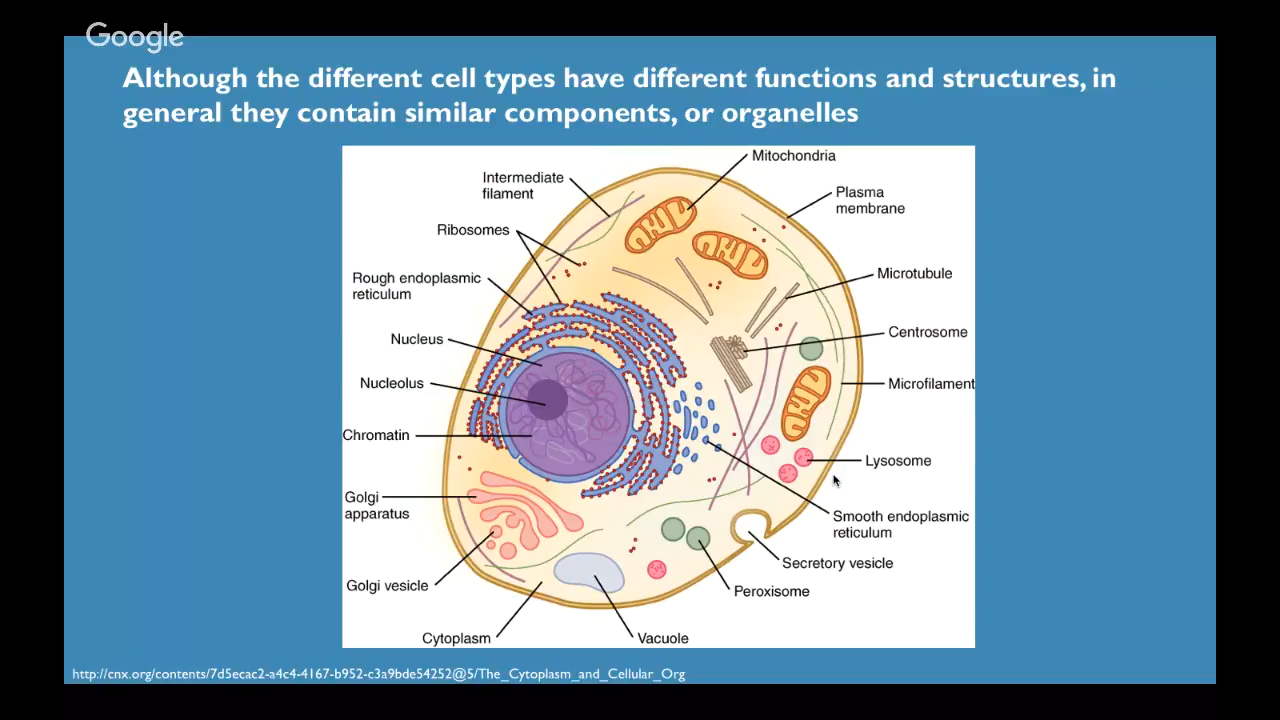 Google
Although the different cell types have different functions and structures, in
general they contain similar components, or organelles
Mitochondria
Intermediate
filament
Plasma
membrane
Ribosomes
Rough endoplasmic
reticulum
Microtubule
Nucleus
Centrosome
Nucleolus
Microfilament
Chromatin
Lysosome
Golgi
apparatus
Smooth endoplasmic
reticulum
Secretory vesicle
Golgi vesicle
Peroxisome
Cytoplasm
Vacuole
http://cnx.org/contents/7d5ecac2-a4c4-4167-b952-c3a9bde54252@5/The_Cytoplasm_and_Cellular_Org